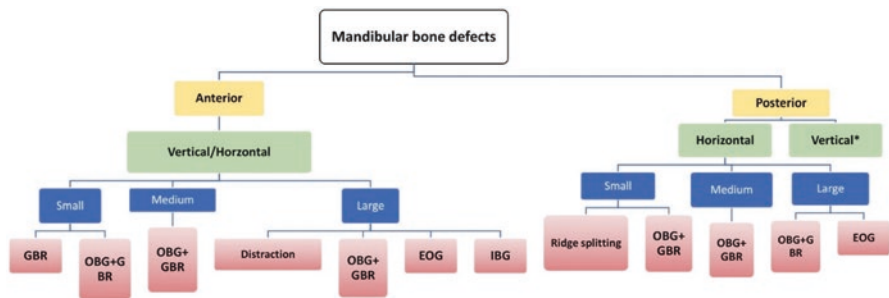 Mandibular bone defects
Anterior
Posterior
Vertical/Horzontal
Horizontal
Vertical*
Small
Medium
Large
Small
Medium
Large
GBR
OBG+G
BR
OBG+
GBR
Distraction
OBG+
GBR
EOG
IBG
Ridge splitting
OBG+
GBR
OBG+
GBR
OBG+G
BR
EOG